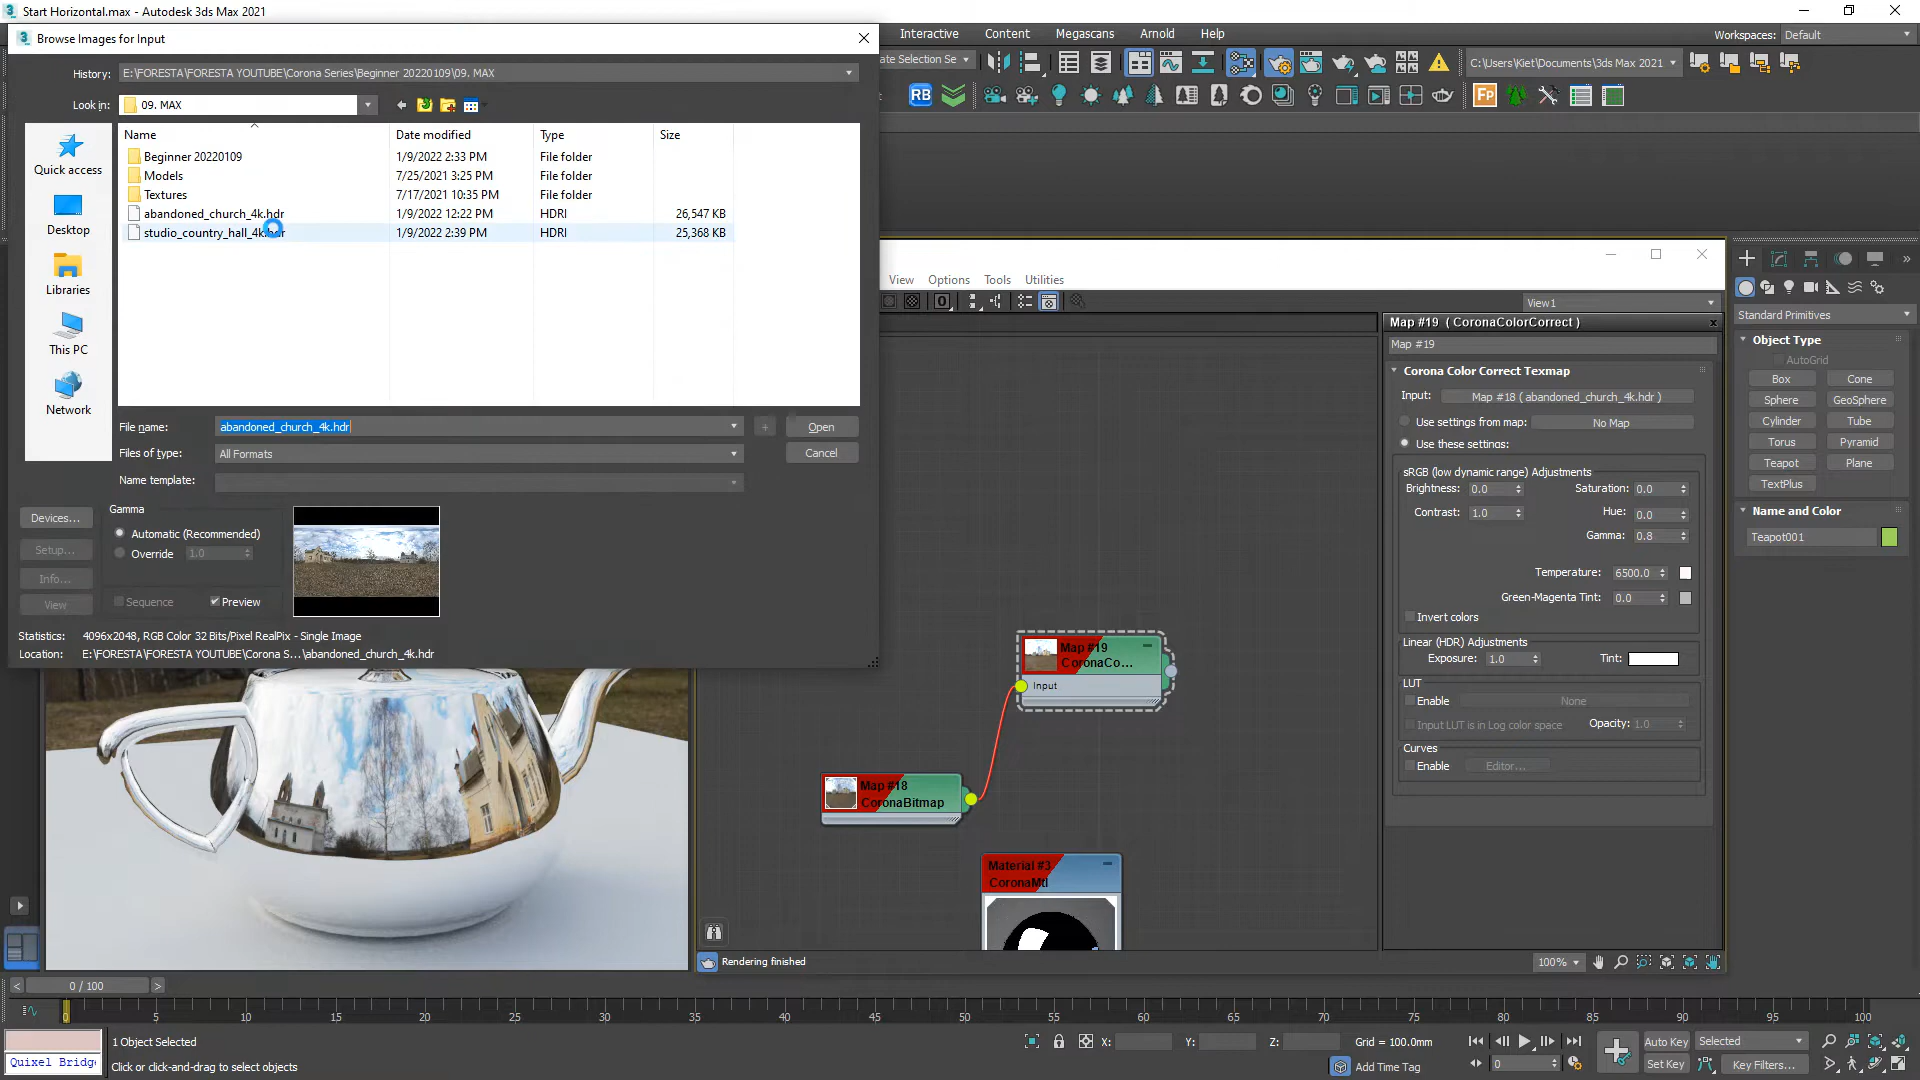 Start Horizontal.max - Autodesk 3ds Max 2021
Browse Images for Input
Interactive Content Megascans Arnold Help
Workspaces: Default
History: E:\FORESTA\FORESTA YOUTUBE\Corona Series\Beginner 20220109\09. MAX
ate Selection Se
C:\Users\Kiet\Documents\3ds Max 2021
RB
Look in: 09. MAX
Name Date modified Type Size
Beginner 20220109 1/9/2022 2:33 PM File folder
Models 7/25/2021 3:25 PM File folder
Textures 7/17/2021 10:35 PM File folder
abandoned_church_4k.hdr 1/9/2022 12:22 PM HDRI 26,547 KB
studio_country_hall_4k.hdr 1/9/2022 2:39 PM HDRI 25,368 KB
Quick access
Desktop
Libraries
This PC
Network
File name: abandoned_church_4k.hdr Open
Files of type: All Formats Cancel
Name template:
Devices...
Setup...
Info...
View
Gamma
Automatic (Recommended)
Override 1.0
Sequence Preview
Statistics: 4096x2048, RGB Color 32 Bits/Pixel RealPix - Single Image
Location: E:\FORESTA\FORESTA YOUTUBE\Corona S...\abandoned_church_4k.hdr
View Options Tools Utilities
View1
Map #19 ( CoronaColorCorrect )
Map #19
Corona Color Correct Texmap
Input: Map #18 ( abandoned_church_4k.hdr )
Use settings from map: No Map
Use these settings:
sRGB (low dynamic range) Adjustments
Brightness: 0.0 Saturation: 0.0
Contrast: 1.0 Hue: 0.0
Gamma: 0.8
Temperature: 6500.0
Green-Magenta Tint: 0.0
Invert colors
Linear (HDR) Adjustments
Exposure: 1.0 Tint:
LUT
Enable None
Input LUT is in Log color space Opacity: 1.0
Curves
Enable Editor...
Map #19
CoronaCo...
Input
Map #18
CoronaBitmap
Material #3
CoronaMtl
Rendering finished
100%
Standard Primitives
Object Type
AutoGrid
Box Cone
Sphere GeoSphere
Cylinder Tube
Torus Pyramid
Teapot Plane
TextPlus
Name and Color
Teapot001
0 / 100
0 5 10 15 20 25 30 35 40 45 50 55 60 65 70 75 80 85 90 95 100
1 Object Selected
X: Y: Z: Grid = 100.0mm
Auto Key Selected
Quixel Bridg
Click or click-and-drag to select objects
Add Time Tag
0
Set Key Key Filters...